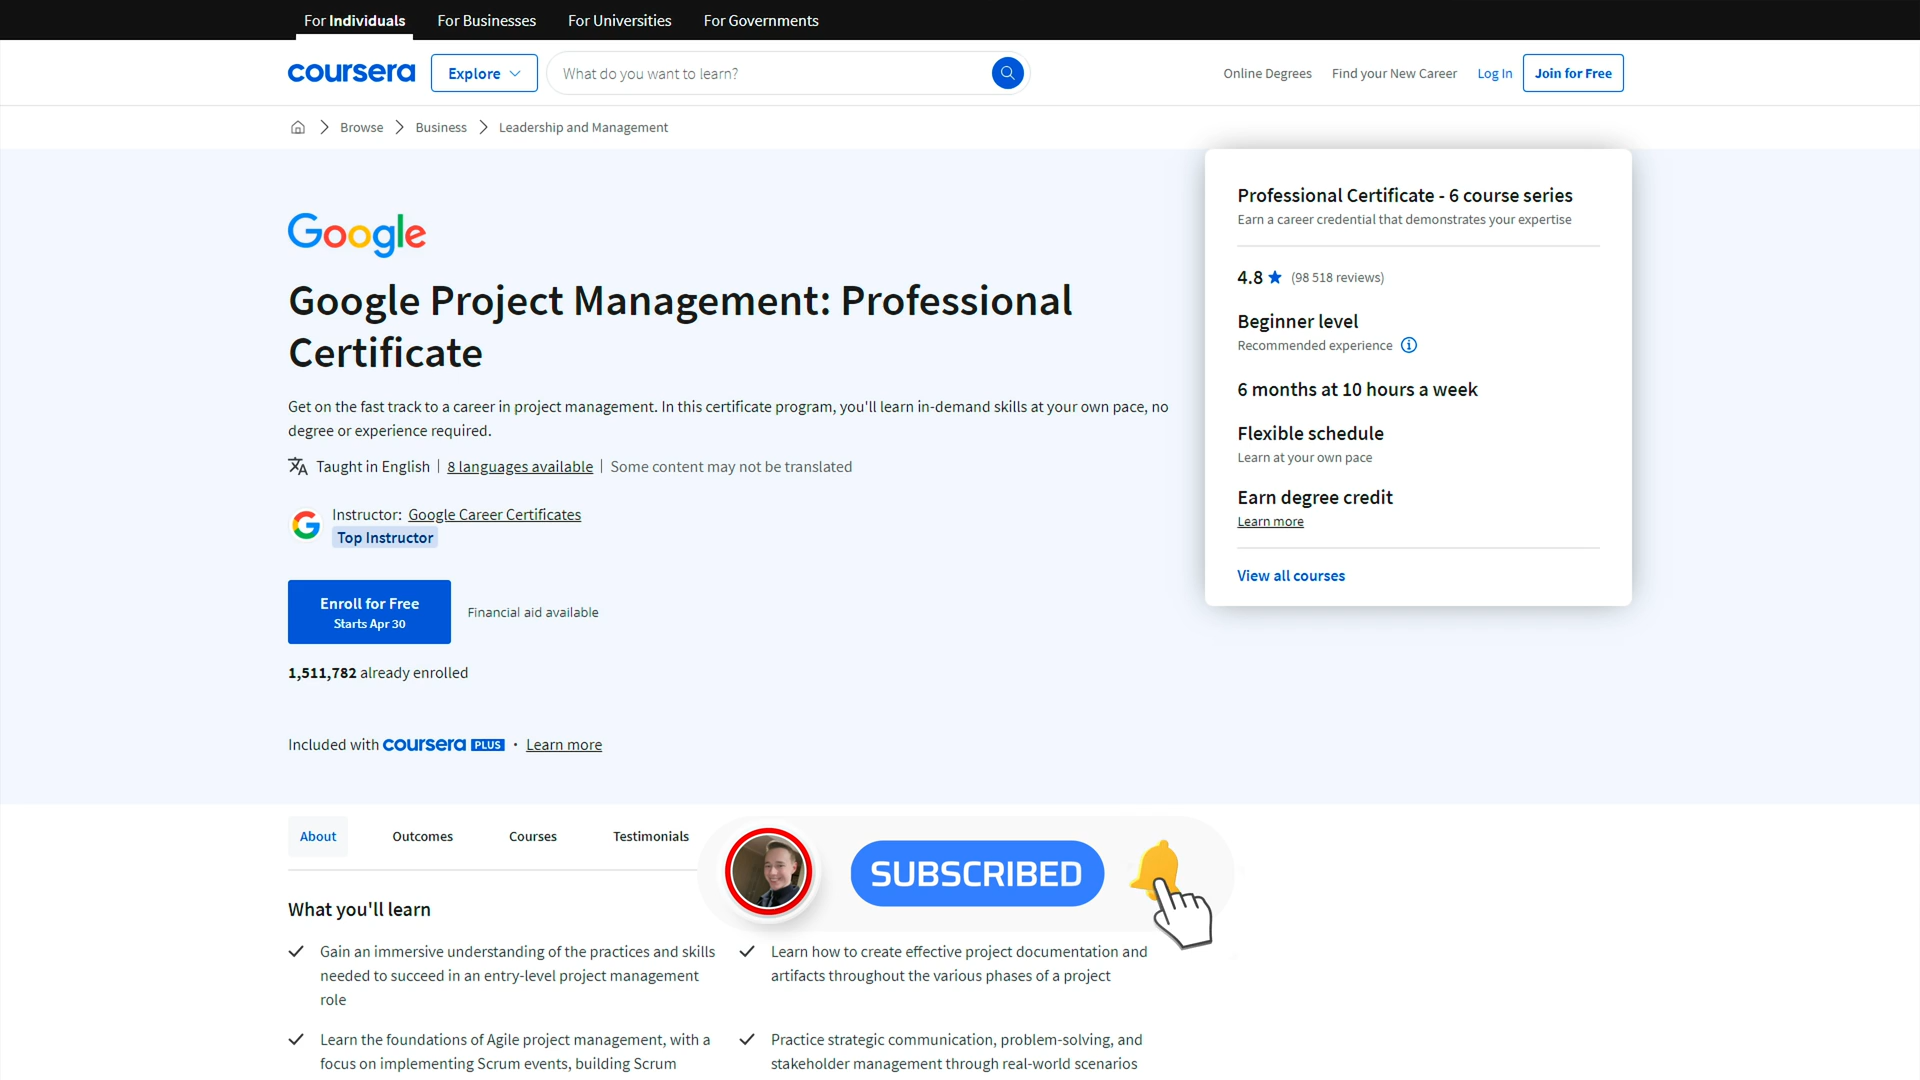 For Individuals
For Businesses
For Universities
For Governments
coursera
Explore
What do you want to learn?
Online Degrees
Find your New Career
Log In
Join for Free
Browse
Business
Leadership and Management
Google
Google Project Management: Professional
Certificate
Get on the fast track to a career in project management. In this certificate program, you'll learn in-demand skills at your own pace, no
degree or experience required.
Taught in English | 8 languages available | Some content may not be translated
Instructor: Google Career Certificates
Top Instructor
Enroll for Free
Starts Apr 30
Financial aid available
1,511,782 already enrolled
Included with coursera PLUS · Learn more
Professional Certificate - 6 course series
Earn a career credential that demonstrates your expertise
4.8 ★ (98 518 reviews)
Beginner level
Recommended experience
6 months at 10 hours a week
Flexible schedule
Learn at your own pace
Earn degree credit
Learn more
View all courses
About
Outcomes
Courses
Testimonials
SUBSCRIBED
What you'll learn
Gain an immersive understanding of the practices and skills
needed to succeed in an entry-level project management
role
Learn how to create effective project documentation and
artifacts throughout the various phases of a project
Learn the foundations of Agile project management, with a
focus on implementing Scrum events, building Scrum
Practice strategic communication, problem-solving, and
stakeholder management through real-world scenarios